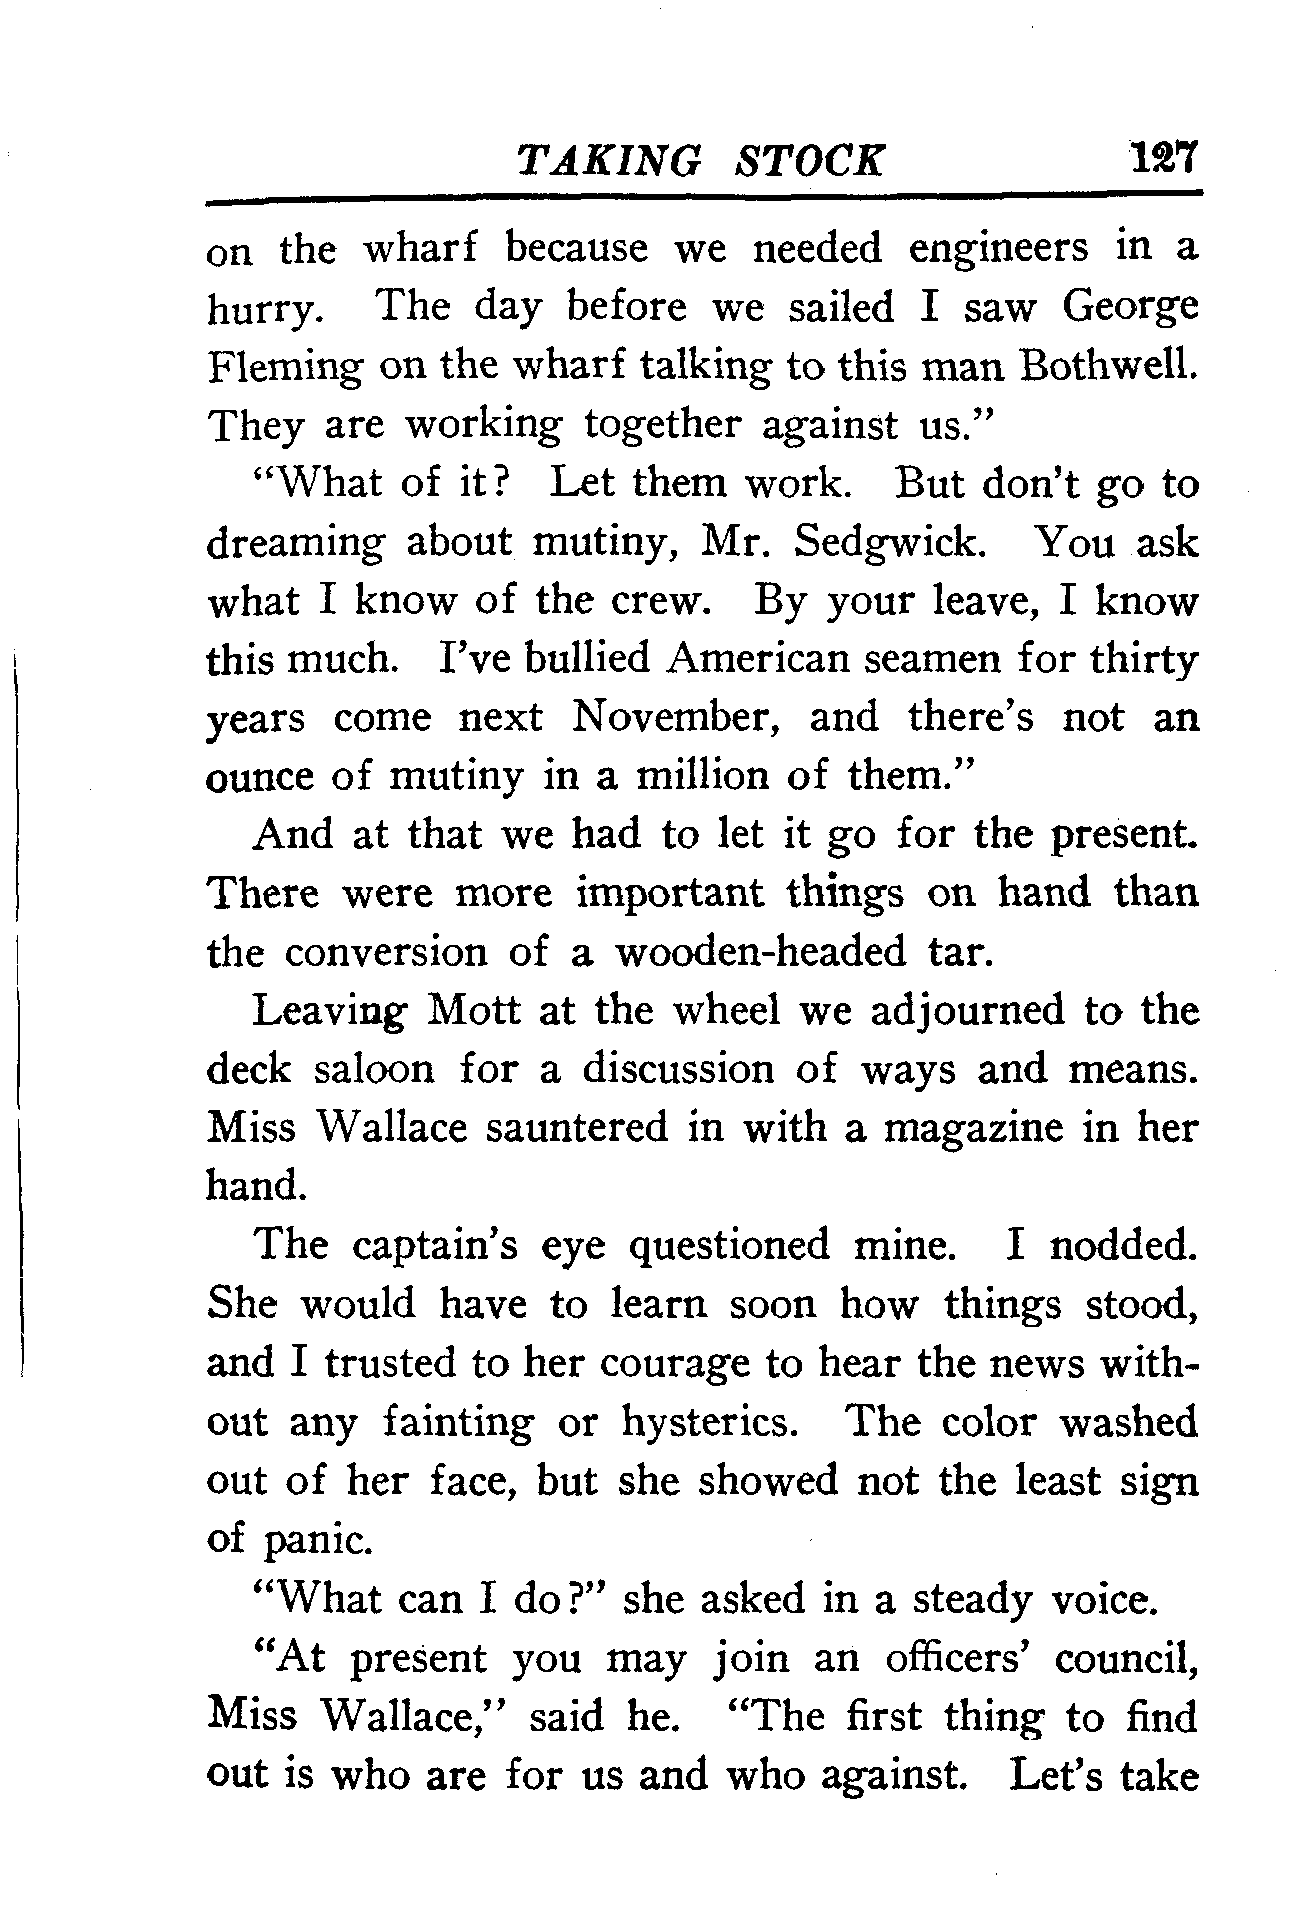 TAKING STOCK 127
on the wharf because we needed engineers in a
hurry. The day before we sailed I saw George
Fleming on the wharf talking to this man Bothwell.
They are working together against us."
"What of it? Let them work. But don't go to
dreaming about mutiny, Mr. Sedgwick. You ask
what I know of the crew. By your leave, I know
this much. I've bullied American seamen for thirty
years come next November, and there's not an
ounce of mutiny in a million of them."
And at that we had to let it go for the present.
There were more important things on hand than
the conversion of a wooden-headed tar.
Leaving Mott at the wheel we adjourned to the
deck saloon for a discussion of ways and means.
Miss Wallace sauntered in with a magazine in her
hand.
The captain's eye questioned mine. I nodded.
She would have to learn soon how things stood,
and I trusted to her courage to hear the news with-
out any fainting or hysterics. The color washed
out of her face, but she showed not the least sign
of panic.
"What can I do?" she asked in a steady voice.
"At present you may join an officers' council,
Miss Wallace," said he. "The first thing to find
out is who are for us and who against. Let's take